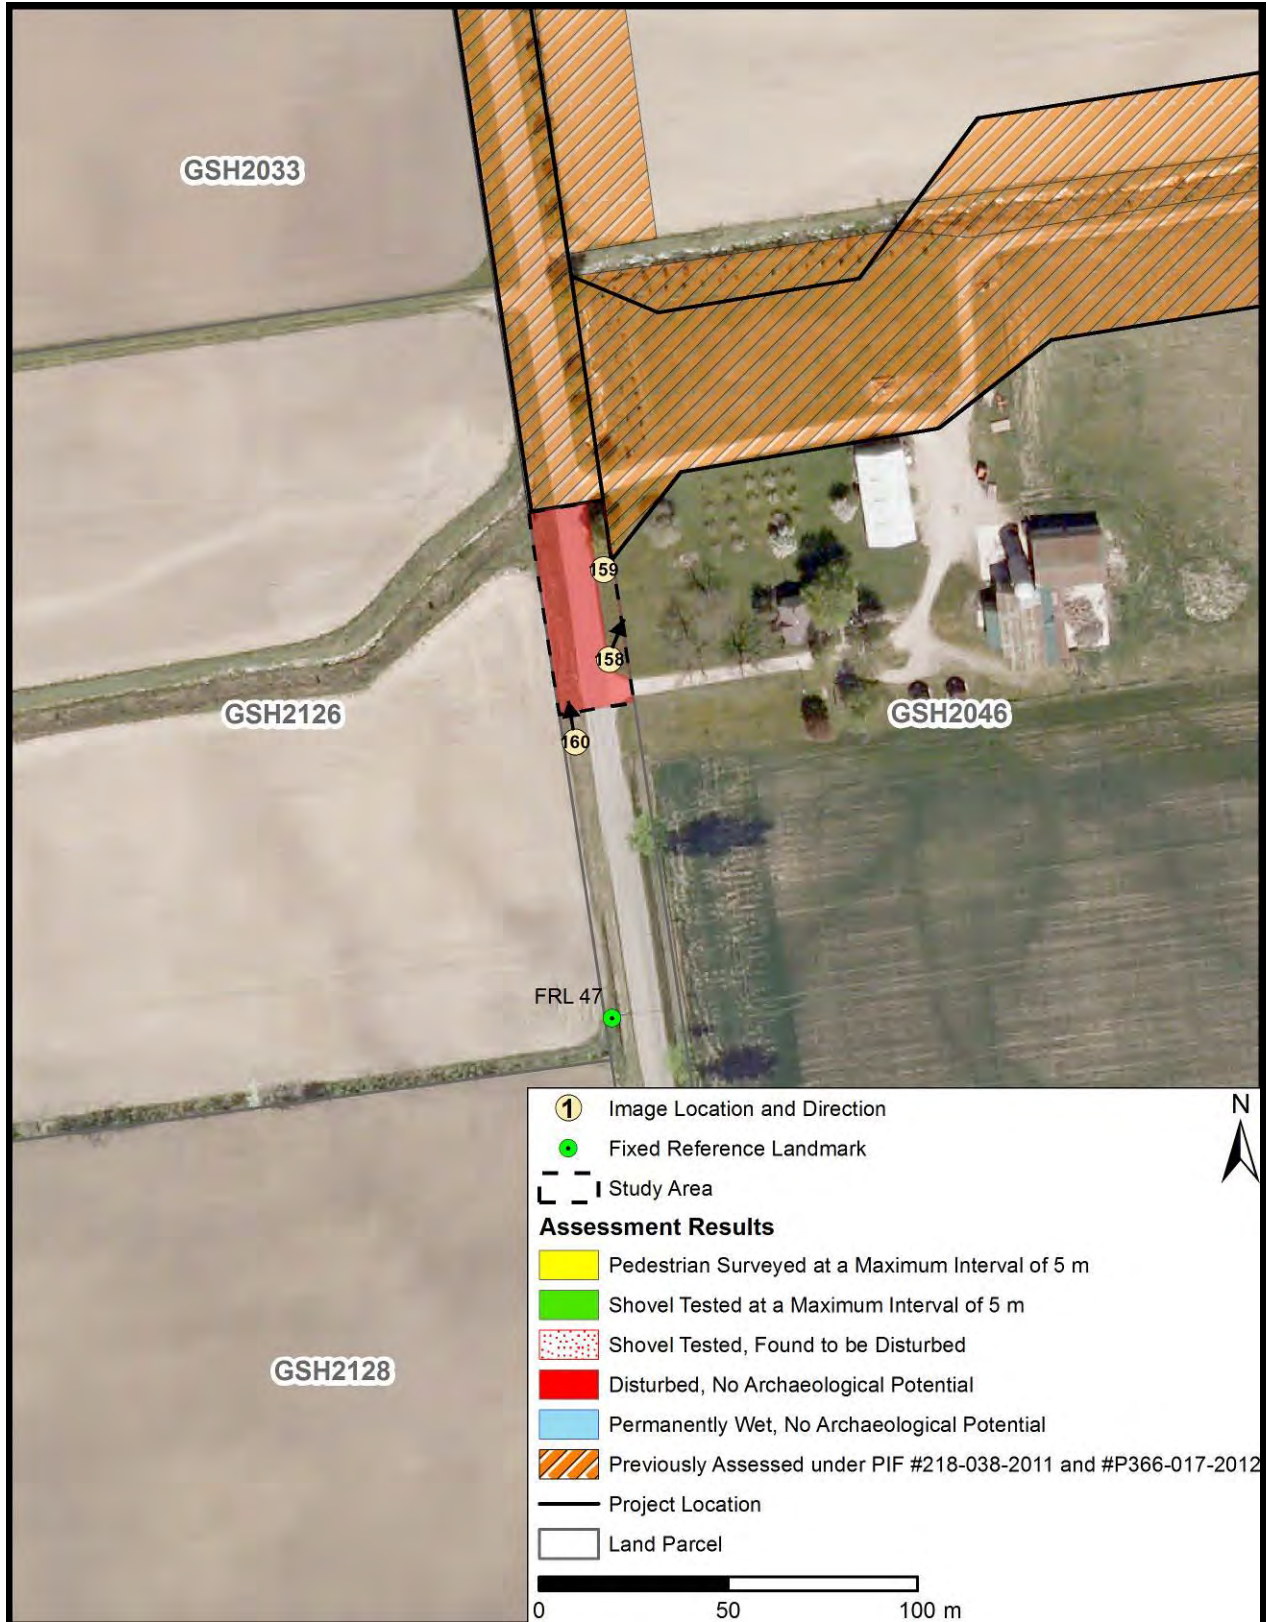 GSH2033
159
158
GSH2126
GSH2046
160
FRL 47
GSH2128
N
1 Image Location and Direction
Fixed Reference Landmark
Study Area
Assessment Results
Pedestrian Surveyed at a Maximum Interval of 5 m
Shovel Tested at a Maximum Interval of 5 m
Shovel Tested, Found to be Disturbed
Disturbed, No Archaeological Potential
Permanently Wet, No Archaeological Potential
Previously Assessed under PIF #218-038-2011 and #P366-017-2012
Project Location
Land Parcel
0 50 100 m